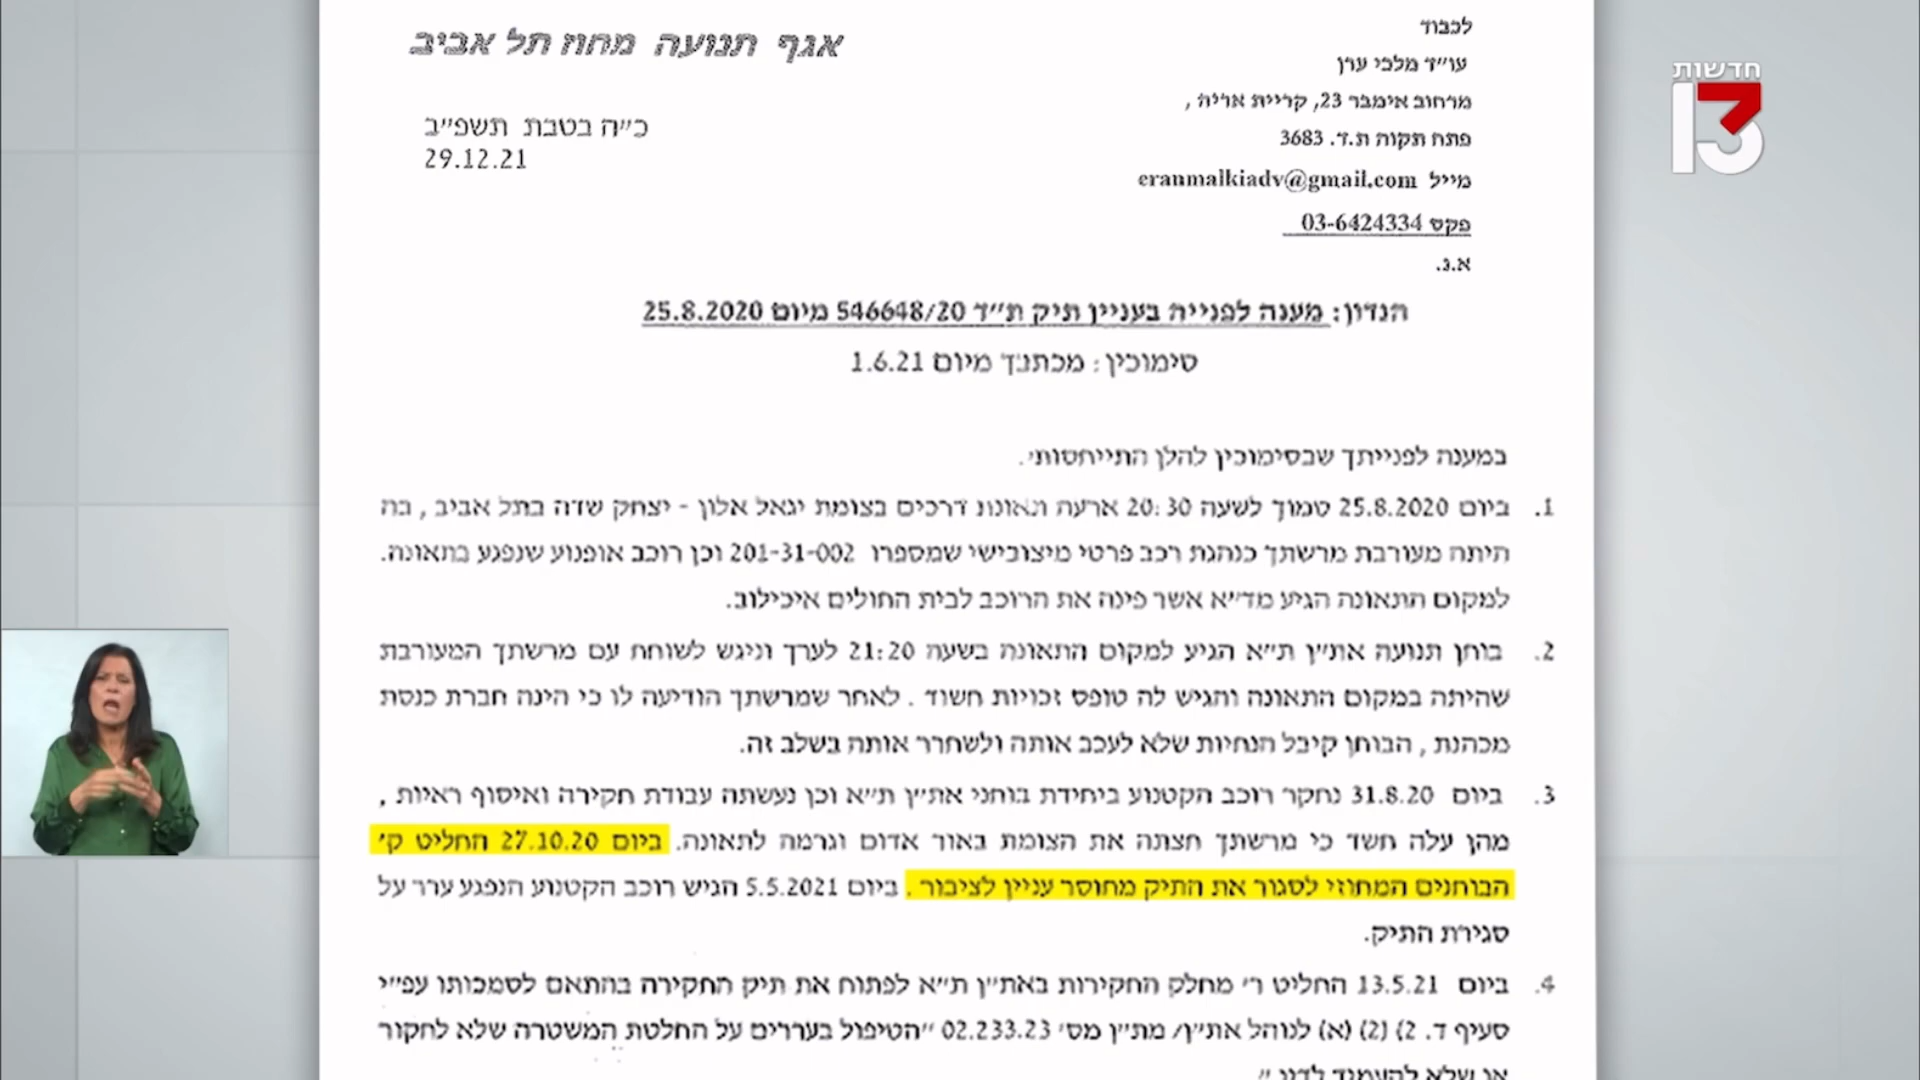 לכבוד
אגף תנועה מחוז תל אביב
עו״ד מלכי ערן
מרחוב אימבר 23, קריית אריה,
כ״ה בטבת תשפ״ב
פתח תקוה ת.ד. 3683
29.12.21
מייל eranmalkiadv@gmail.com
פקס 03-6424334
א.ג.
הנדון: מענה לפנייה בעניין תיק ת״ד 546648/20 מיום 25.8.2020
סימוכין: מכתבך מיום 1.6.21
במענה לפנייתך שבסימוכין להלן התייחסותי.
1. ביום 25.8.2020 סמוך לשעה 20:30 ארעה תאונת דרכים בצומת יגאל אלון - יצחק שדה בתל אביב, בה
היתה מעורבת מרשתך כנהגת רכב פרטי מיצובישי שמספרו 201-31-002 וכן רוכב אופנוע שנפגע בתאונה.
למקום התאונה הגיע מד״א אשר פינה את הרוכב לבית החולים איכילוב.
2. בוחן תנועה את״ן ת״א הגיע למקום התאונה בשעה 21:20 לערך וניגש לשוחח עם מרשתך המעורבת
שהיתה במקום התאונה והגיש לה טופס זכויות חשוד. לאחר שמרשתך הודיעה לו כי הינה חברת כנסת
מכהנת, הבוחן קיבל הנחיות שלא לעכב אותה ולשחרר אותה בשלב זה.
3. ביום 31.8.20 נחקר רוכב הקטנוע ביחידת בוחני את״ן ת״א וכן נעשתה עבודת חקירה ואיסוף ראיות,
מהן עלה חשד כי מרשתך חצתה את הצומת באור אדום וגרמה לתאונה. ביום 27.10.20 החליט ק׳
הבוחנים המחוזי לסגור את התיק מחוסר עניין לציבור. ביום 5.5.2021 הגיש רוכב הקטנוע הנפגע ערר על
סגירת התיק.
4. ביום 13.5.21 החליט ר׳ מחלק החקירות באת״ן ת״א לפתוח את תיק החקירה בהתאם לסמכותו עפ״י
סעיף ד. 2) (2) (א) לנוהל את״ן/ מת״ן מס׳ 02.233.23 ״הטיפול בעררים על החלטת המשטרה שלא לחקור
או שלא להעמיד לדין״
חדשות
13